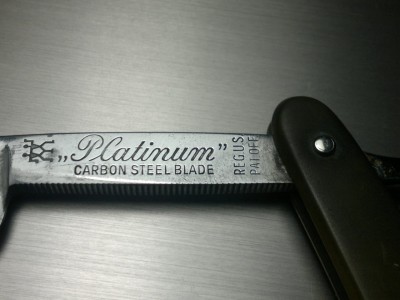 „Platinum”
CARBON STEEL BLADE
REG.U.S
PAT.OFF